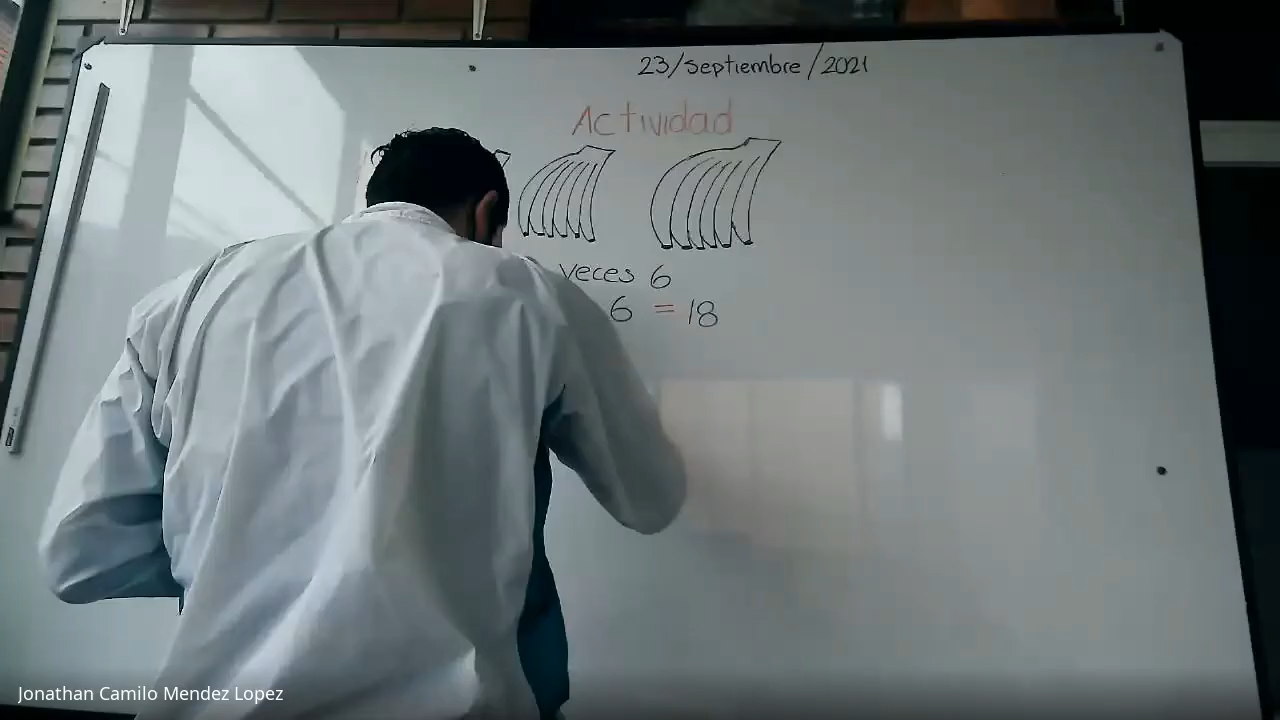 23/Septiembre/2021
Actividad
veces 6
6 = 18
Jonathan Camilo Mendez Lopez